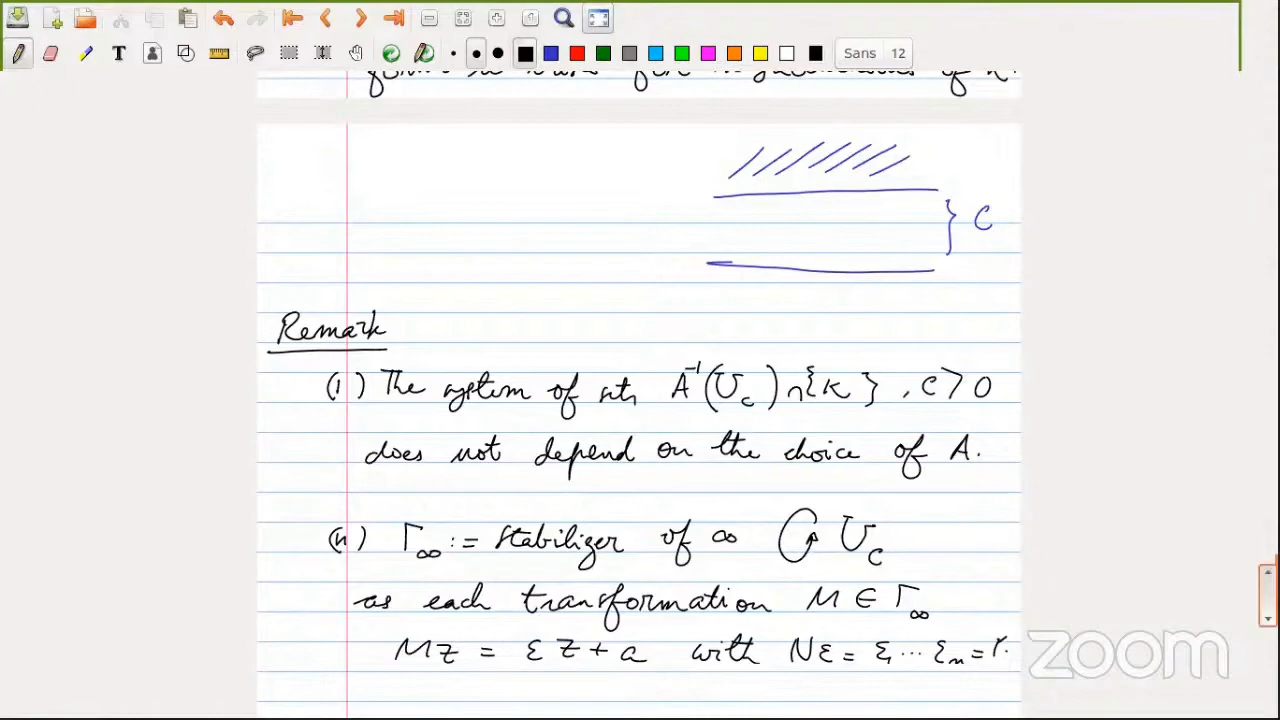 Sans 12
C
Remark
(i) The system of sets A⁻¹(U_c) ∩ {κ}, c > 0
does not depend on the choice of A.
(ii) Γ_∞ := stabilizer of ∞ ↻ U_c
as each transformation M ∈ Γ_∞
Mz = εz + a with Nε = ε₁ ⋯ εₙ = 1.
zoom